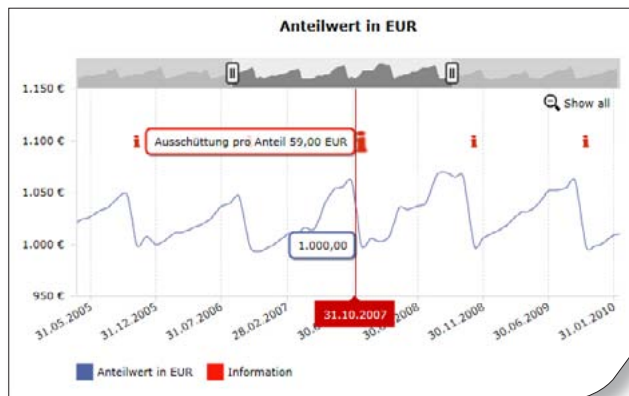 Anteilwert in EUR
1.150 €
Show all
1.100 €
i
Ausschüttung pro Anteil 59,00 EUR
i
i
i
1.050 €
1.000 €
1.000,00
950 €
31.05.2005
31.12.2005
31.07.2006
28.02.2007
31.10.2007
30.11.2008
30.06.2009
31.01.2010
Anteilwert in EUR
Information